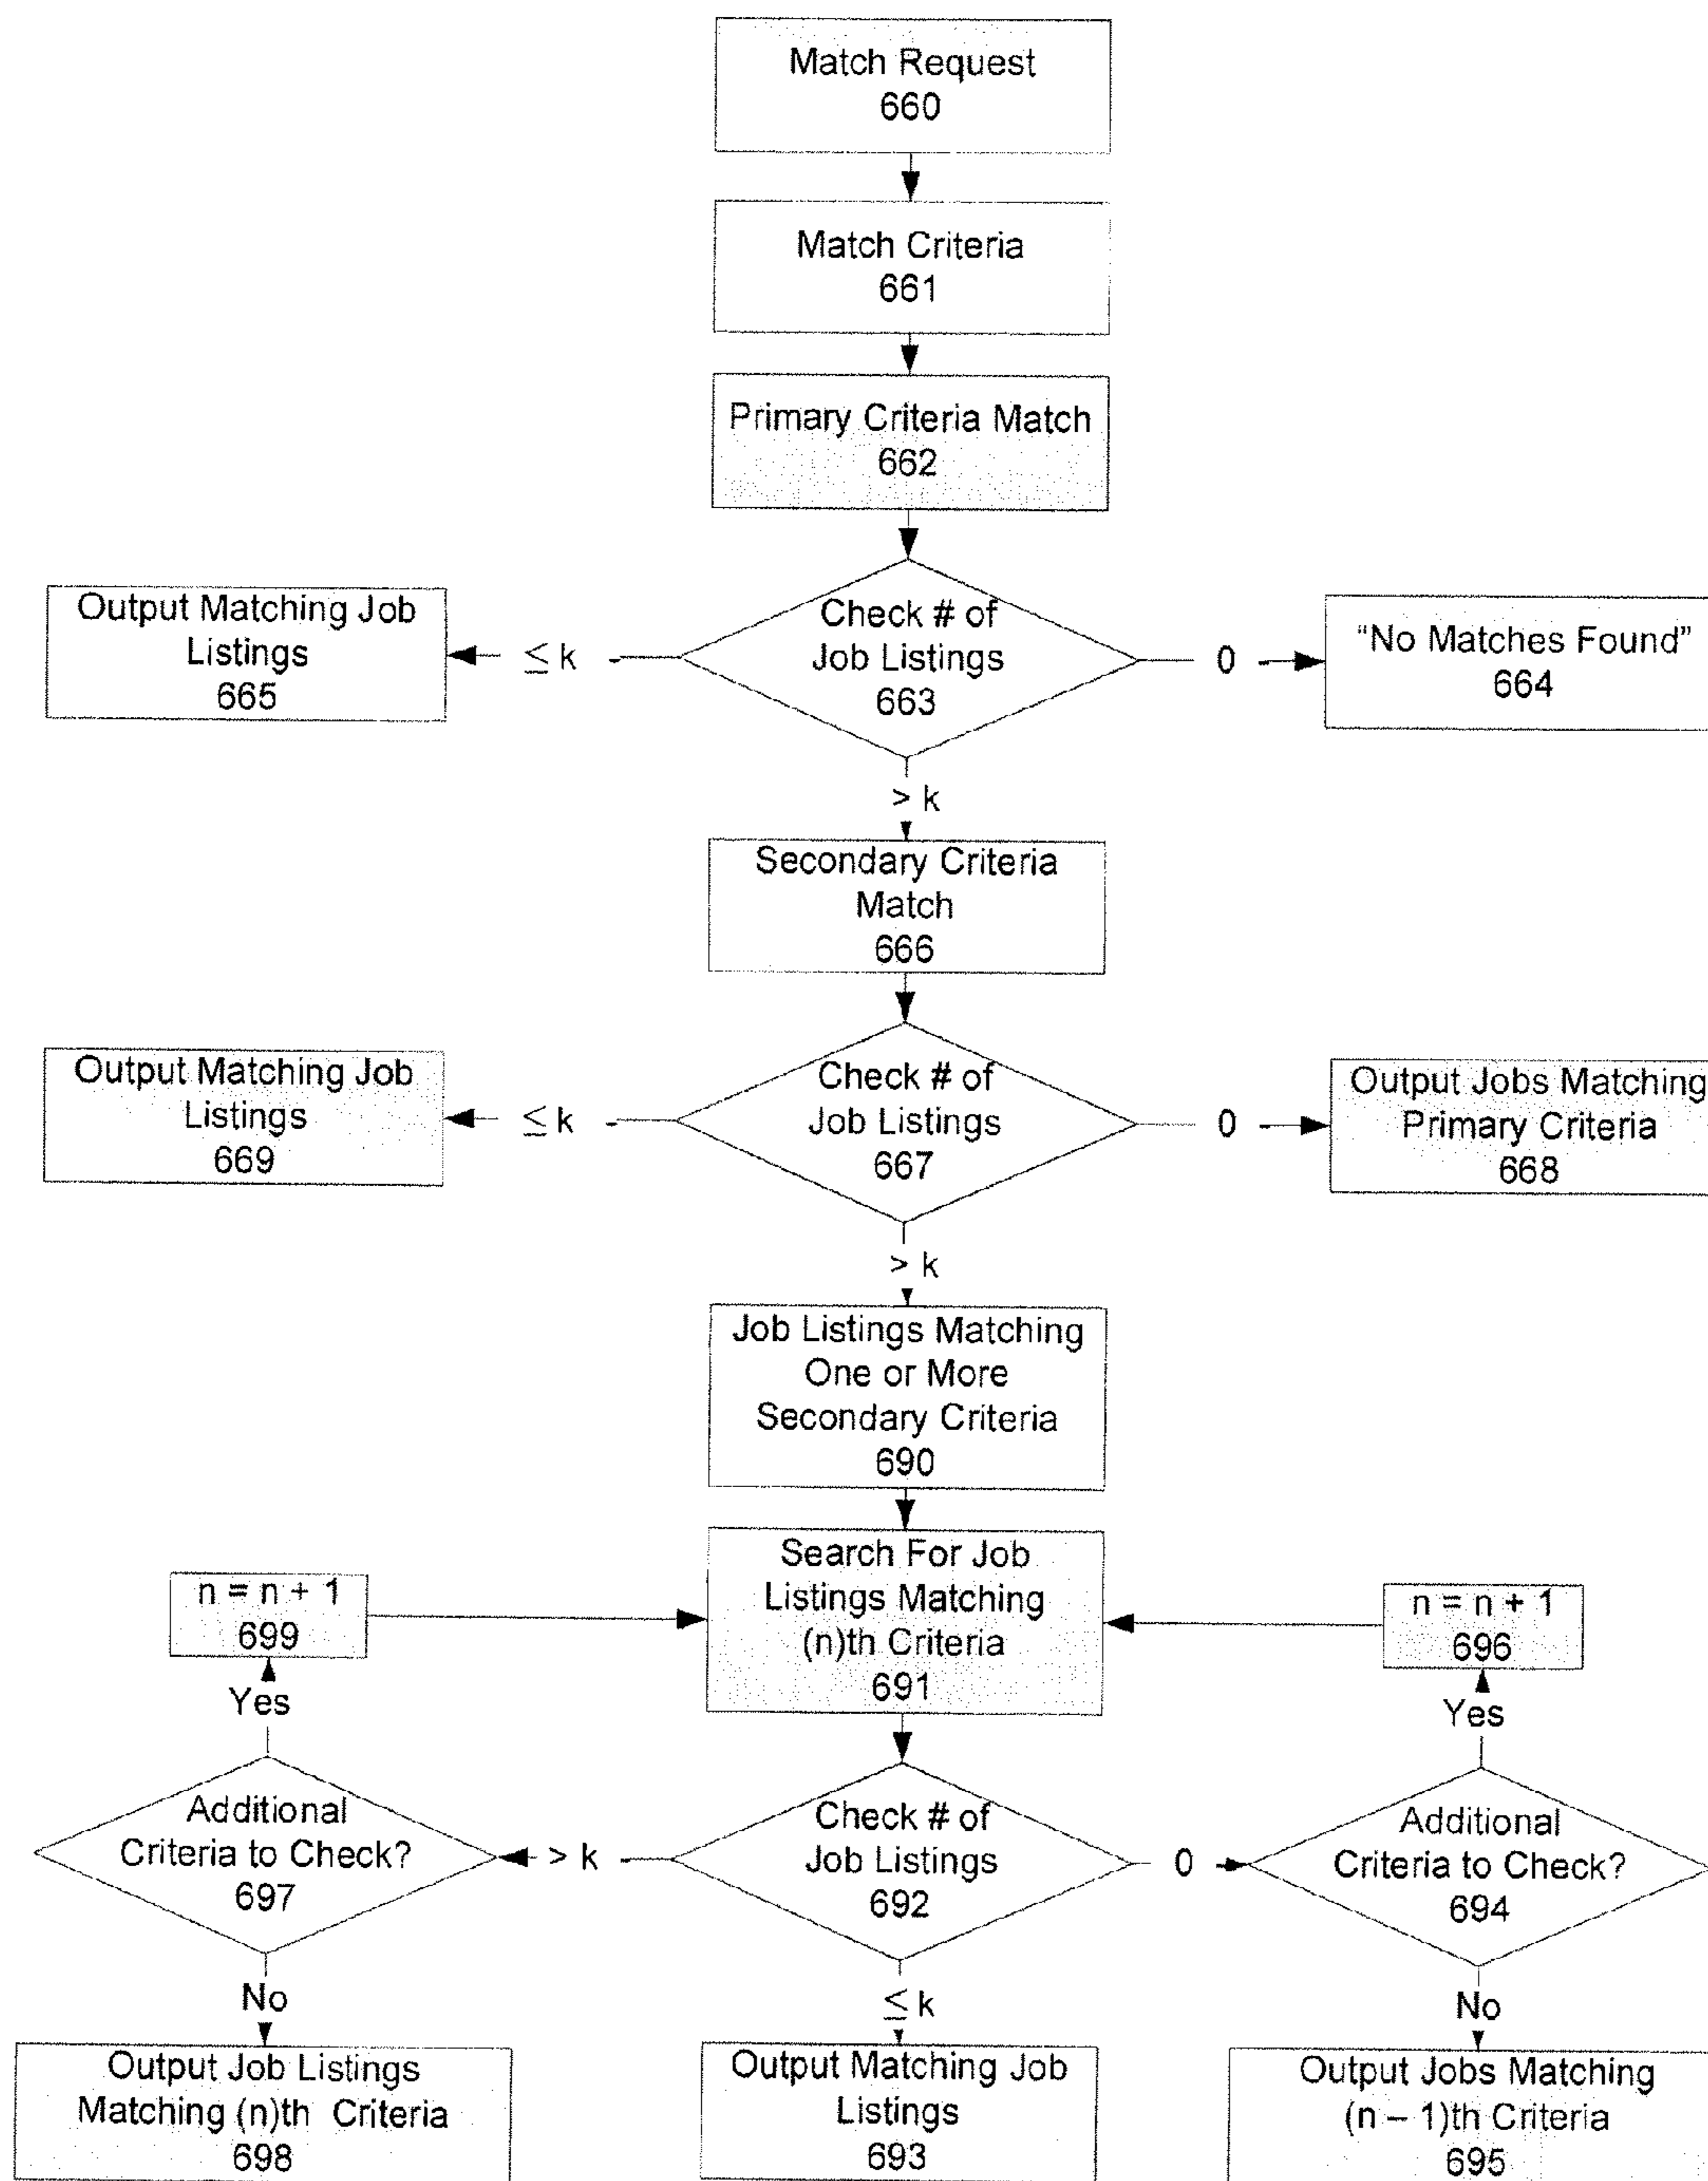 Match Request
660
Match Criteria
661
Primary Criteria Match
662
Output Matching Job
Listings
665
≤ k
Check # of
Job Listings
663
0
“No Matches Found”
664
> k
Secondary Criteria
Match
666
Output Matching Job
Listings
669
≤ k
Check # of
Job Listings
667
0
Output Jobs Matching
Primary Criteria
668
> k
Job Listings Matching
One or More
Secondary Criteria
690
n = n + 1
699
Search For Job
Listings Matching
(n)th Criteria
691
n = n + 1
696
Yes
Yes
Additional
Criteria to Check?
697
> k
Check # of
Job Listings
692
0
Additional
Criteria to Check?
694
No
≤ k
No
Output Job Listings
Matching (n)th Criteria
698
Output Matching Job
Listings
693
Output Jobs Matching
(n – 1)th Criteria
695